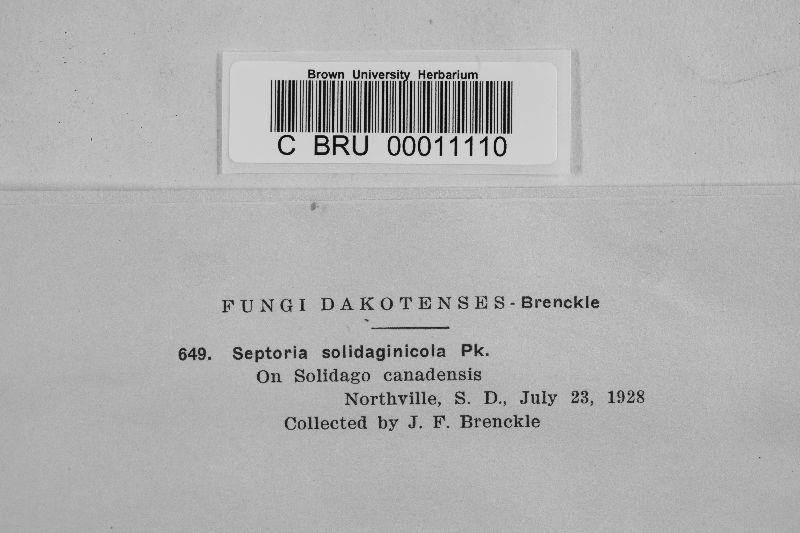 Brown University Herbarium
C BRU 00011110
FUNGI DAKOTENSES - Brenckle
649. Septoria solidaginicola Pk.
On Solidago canadensis
Northville, S. D., July 23, 1928
Collected by J. F. Brenckle